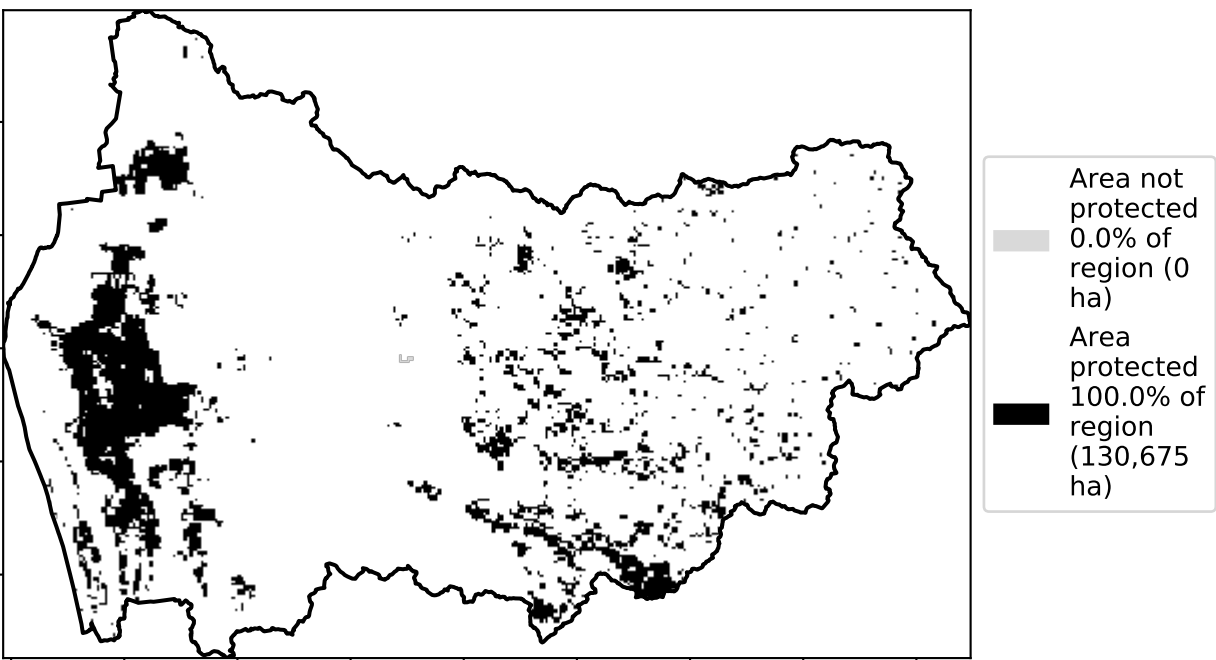 Area not
protected
0.0% of
region (0
ha)
Area
protected
100.0% of
region
(130,675
ha)